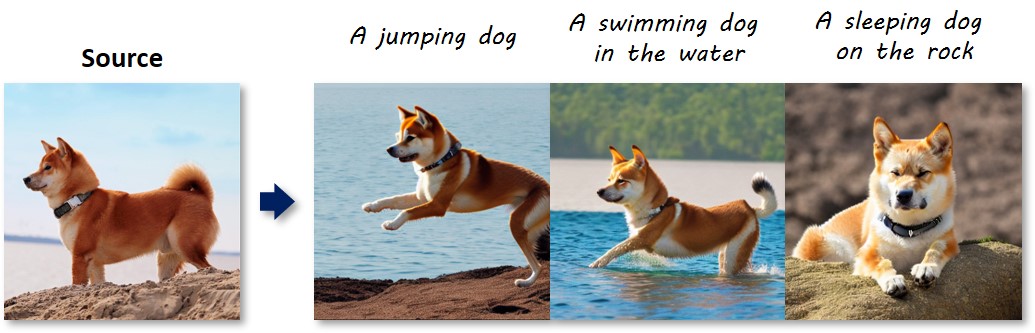 Source
A jumping dog
A swimming dog
in the water
A sleeping dog
on the rock